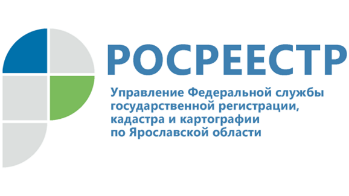 РОСРЕЕСТР
Управление Федеральной службы
государственной регистрации,
кадастра и картографии
по Ярославской области